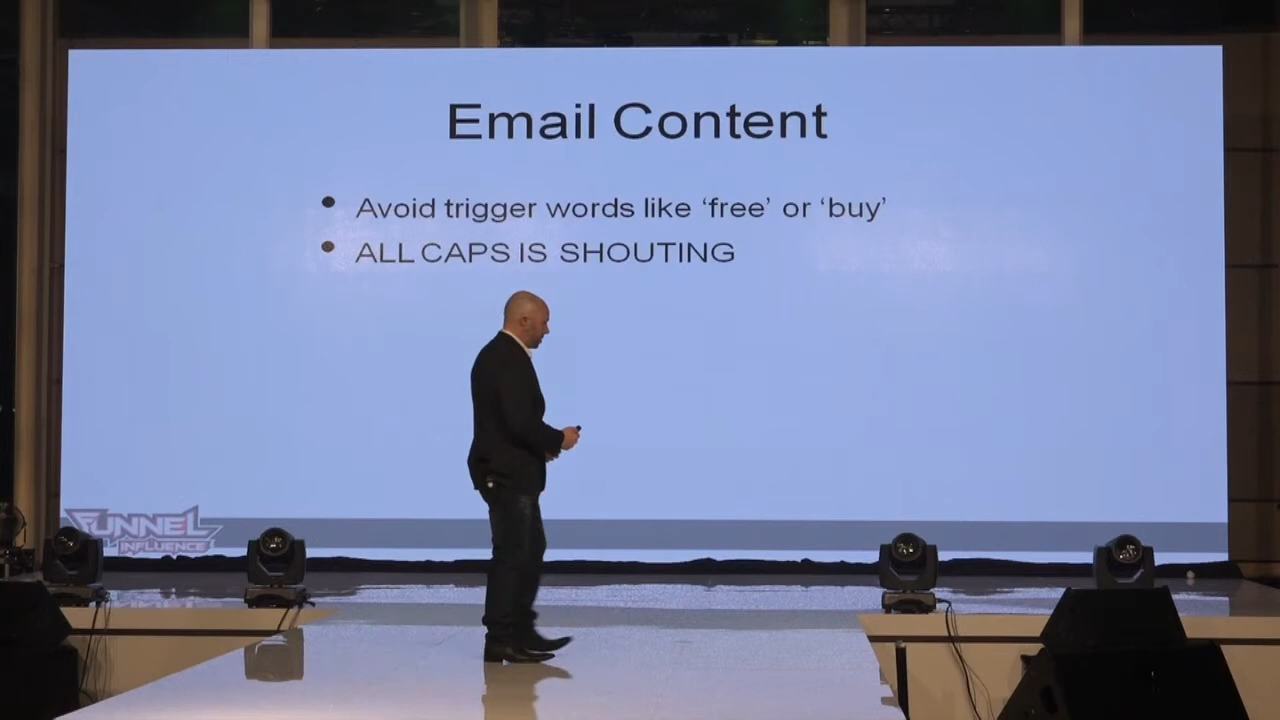 Email Content
• Avoid trigger words like ‘free’ or ‘buy’
• ALL CAPS IS SHOUTING
FUNNEL
INFLUENCE